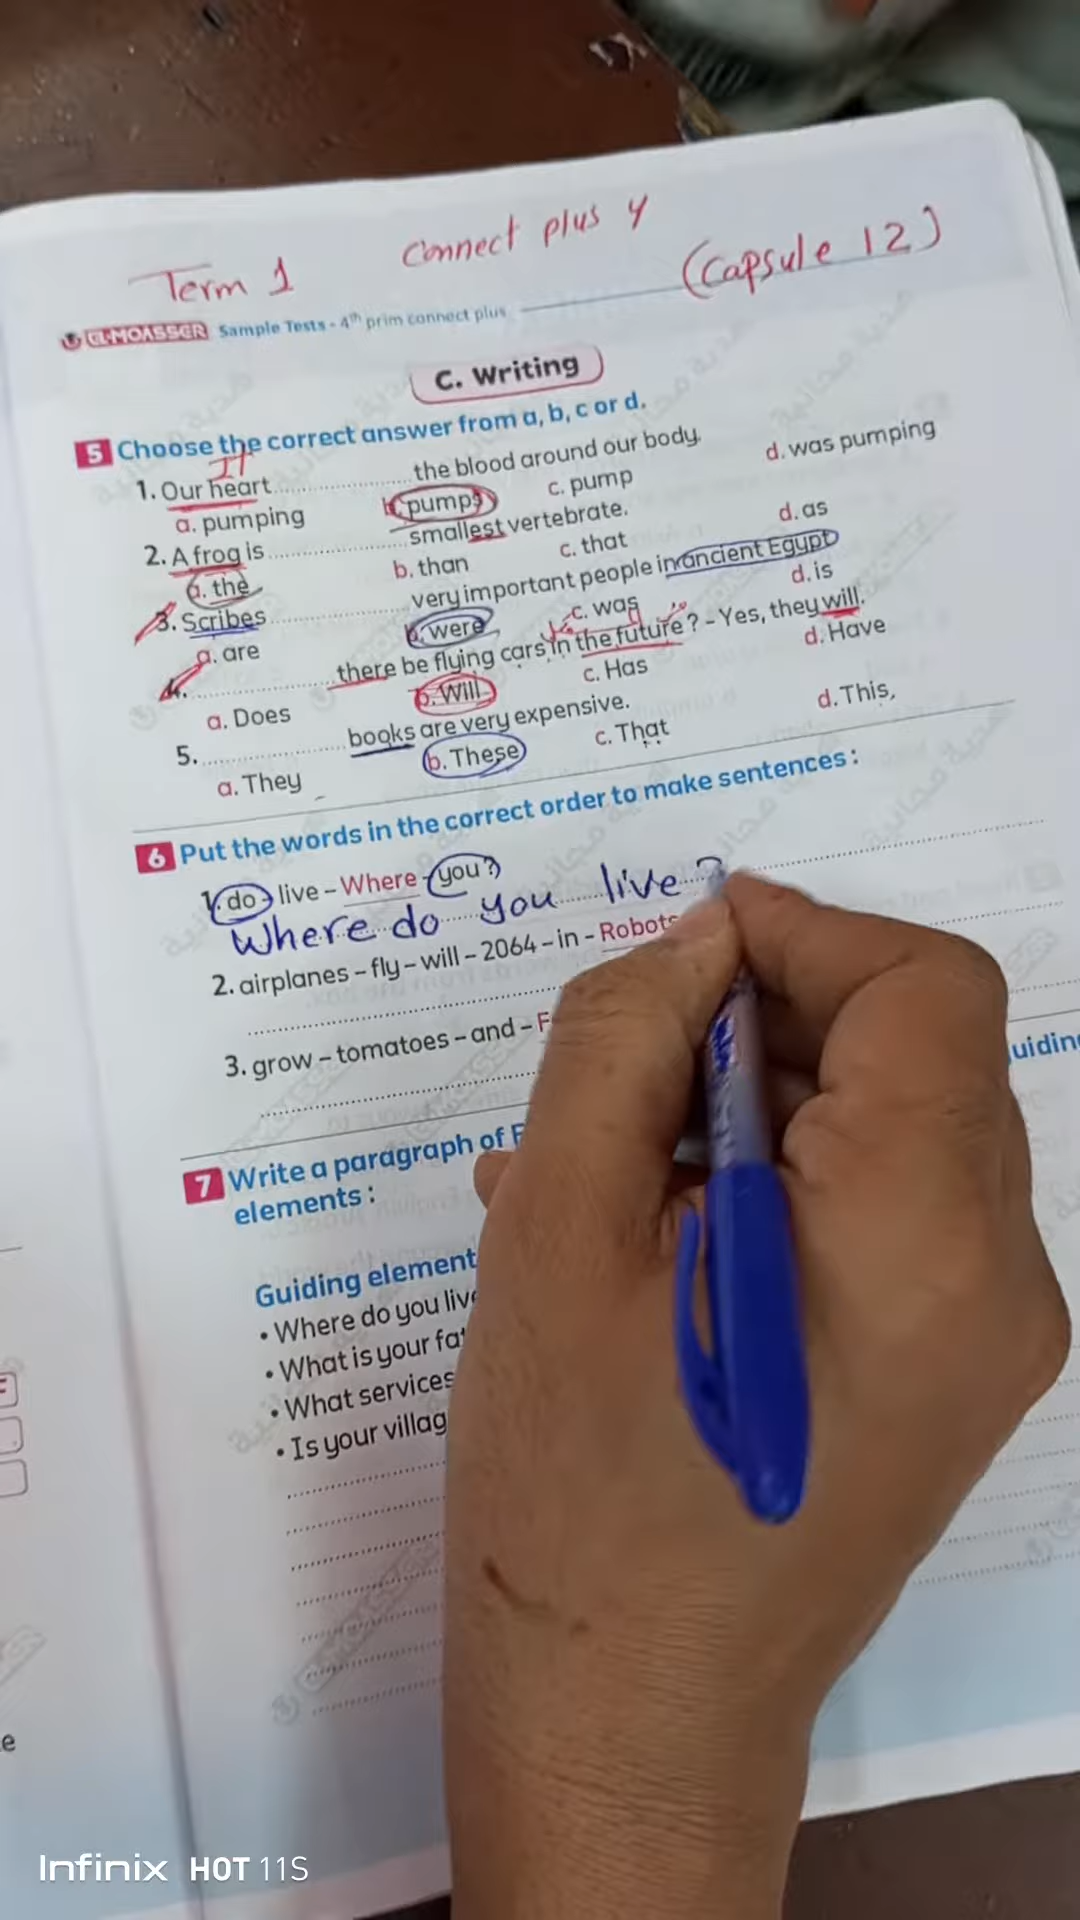 Term 1 Connect plus 4 (Capsule 12)
EL-MOASSER Sample Tests - 4th prim connect plus
C. Writing
5 Choose the correct answer from a, b, c or d.
It
1. Our heart .................... the blood around our body.
a. pumping b. pumps c. pump d. was pumping
2. A frog is .................... smallest vertebrate.
a. the b. than c. that d. as
3. Scribes .................... very important people in ancient Egypt
a. are b. were c. was d. is
4. .................... there be flying cars in the future? - Yes, they will.
a. Does b. Will c. Has d. Have
5. .................... books are very expensive.
a. They b. These c. That d. This,
6 Put the words in the correct order to make sentences :
1. do - live - Where - you?
Where do you live ?
2. airplanes - fly - will - 2064 - in - Robots
3. grow - tomatoes - and - F
7 Write a paragraph of F uiding
elements :
Guiding element
• Where do you live
• What is your fat
• What services
• Is your villag
e
Infinix HOT 11S